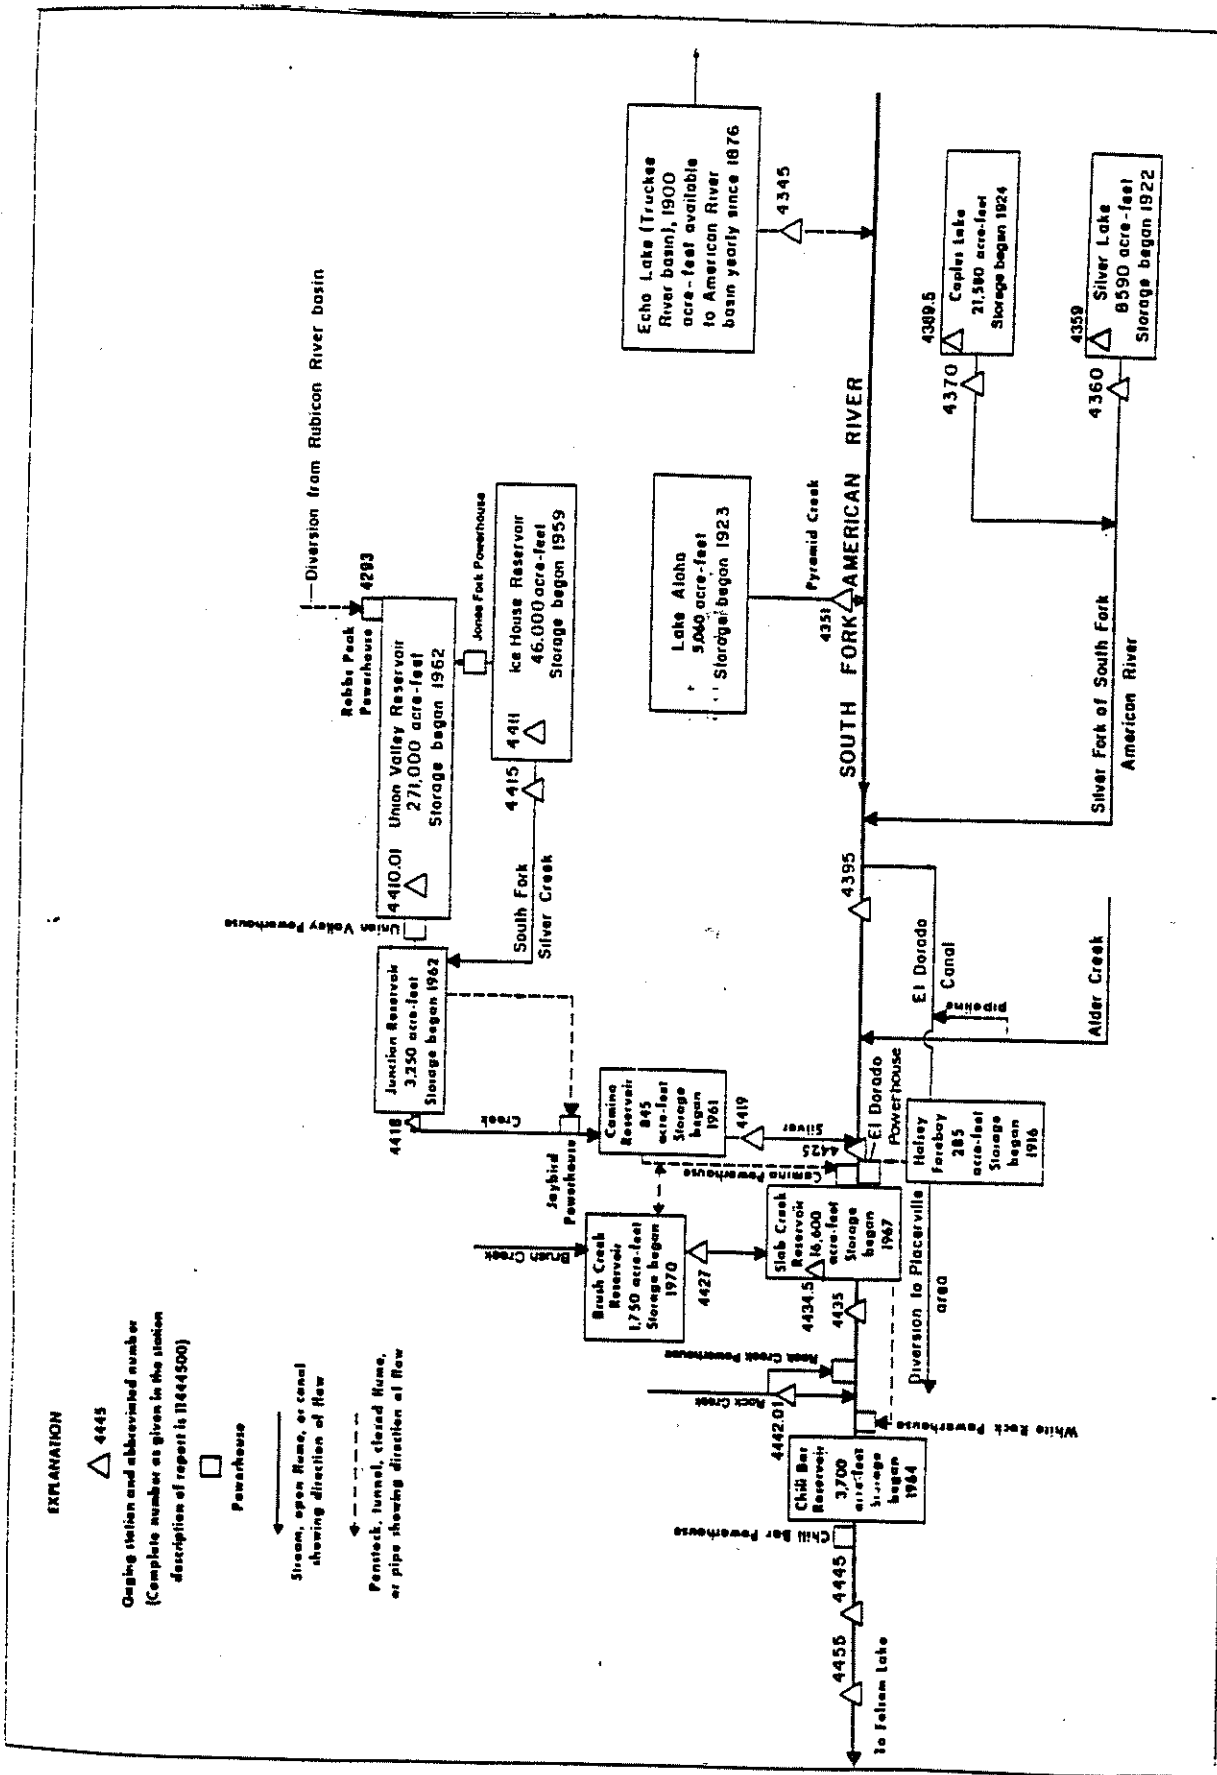 EXPLANATION
4445
Gaging station and abbreviated number
(Complete number as given in the station
description of report is 11444500)
Powerhouse
Stream, open flume, or canal
showing direction of flow
Penstock, tunnel, closed flume,
or pipe showing direction of flow
Diversion from Rubicon River basin
Robbs Peak
Powerhouse
4293
4410.01
Union Valley Reservoir
271,000 acre-feet
Storage began 1962
Union Valley Powerhouse
Jones Fork Powerhouse
Ice House Reservoir
46,000 acre-feet
Storage began 1959
4411
4415
South Fork
Silver Creek
Junction Reservoir
3,250 acre-feet
Storage began 1962
4418
Creek
Jaybird
Powerhouse
Camino
Reservoir
845
acre-feet
Storage
began
1961
4419
Silver
4425
Camino Powerhouse
Brush Creek
Brush Creek
Reservoir
1,750 acre-feet
Storage began
1970
4427
Slab Creek
Reservoir
16,600
acre-feet
Storage
began
1967
4434.5
4435
Rock Creek Powerhouse
Rock Creek
4442.01
White Rock Powerhouse
Chili Bar
Reservoir
3,700
acre-feet
Storage
began
1964
Chili Bar Powerhouse
4445
4455
To Folsom Lake
Echo Lake (Truckee
River basin), 1900
acre-feet available
to American River
basin yearly since 1876
4345
Lake Aloha
5,060 acre-feet
Storage began 1923
Pyramid Creek
4351
SOUTH FORK AMERICAN RIVER
4389.5
Caples Lake
21,580 acre-feet
Storage began 1924
4370
4359
Silver Lake
8590 acre-feet
Storage began 1922
4360
Silver Fork of South Fork
American River
4395
El Dorado
Canal
pipeline
Alder Creek
El Dorado
Powerhouse
Halsey
Forebay
285
acre-feet
Storage
began
1916
Diversion to Placerville
area